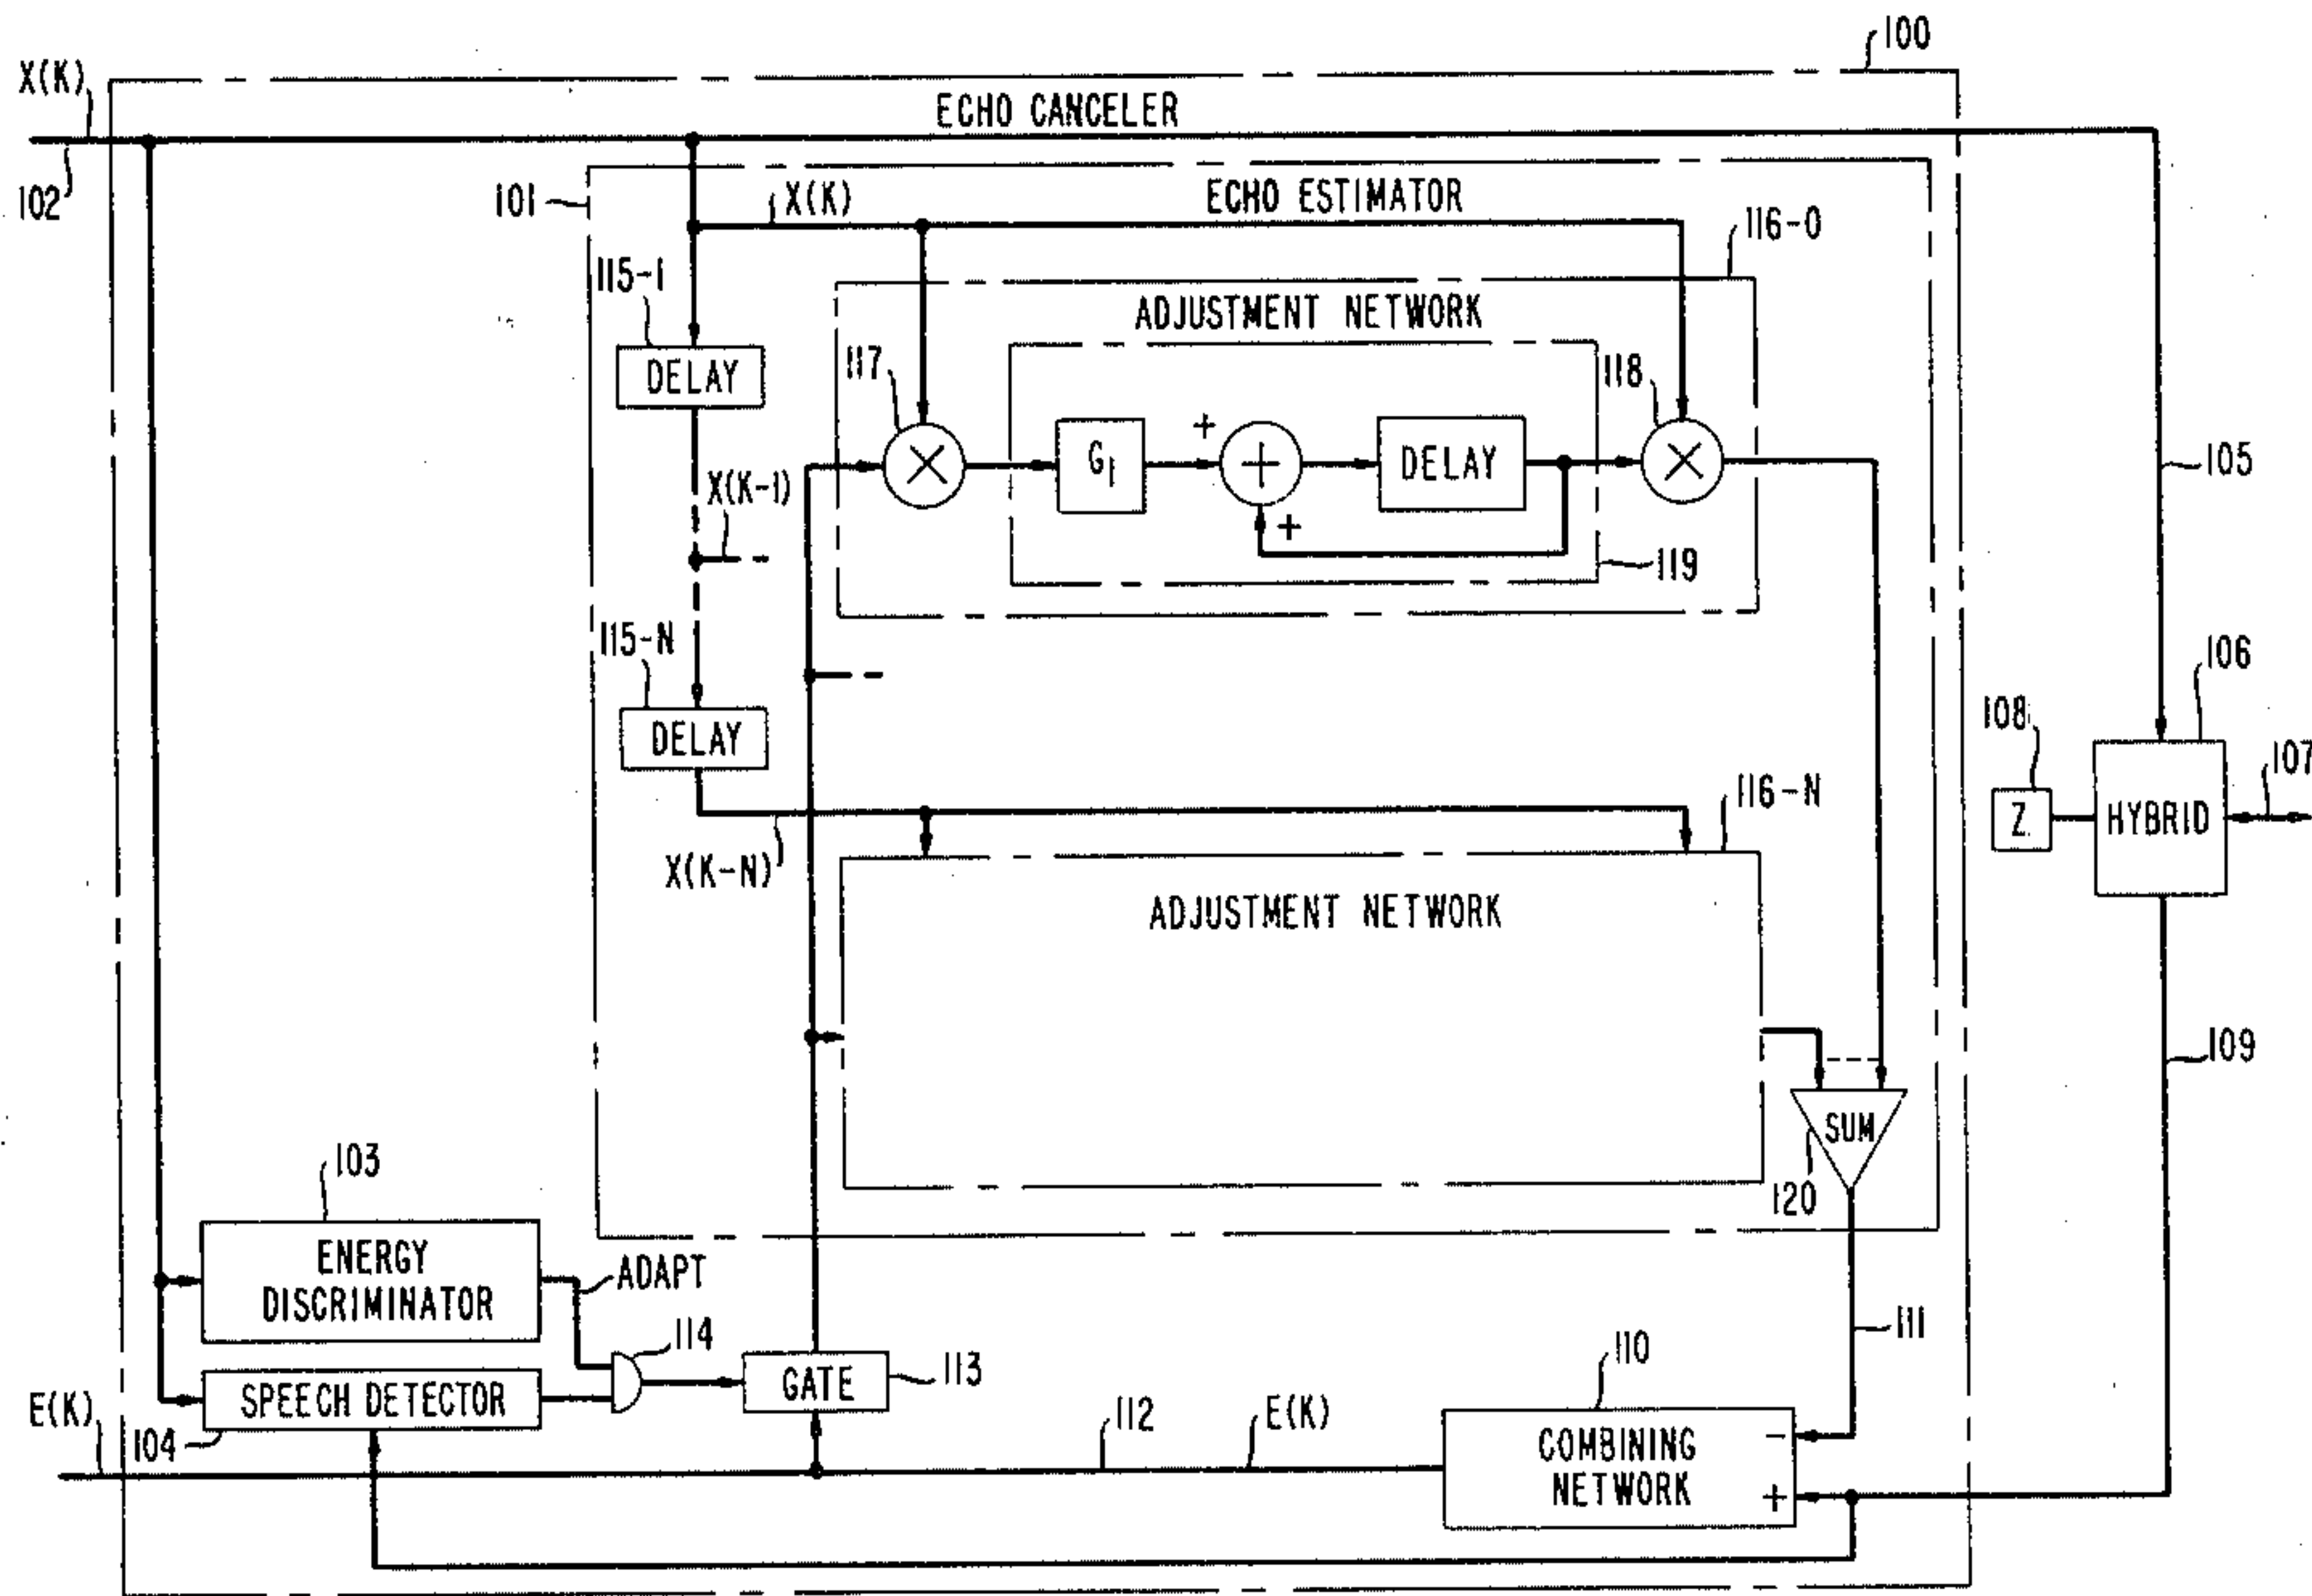 100
X(K)
ECHO CANCELER
102
101
X(K)
ECHO ESTIMATOR
116-0
115-1
ADJUSTMENT NETWORK
DELAY
117
118
+
G1
+
DELAY
X
X
105
X(K-1)
+
119
115-N
106
DELAY
108
107
116-N
Z
HYBRID
X(K-N)
ADJUSTMENT NETWORK
109
SUM
103
120
ENERGY
DISCRIMINATOR
ADAPT
114
111
110
GATE
113
SPEECH DETECTOR
E(K)
104
112
E(K)
COMBINING
NETWORK
-
+